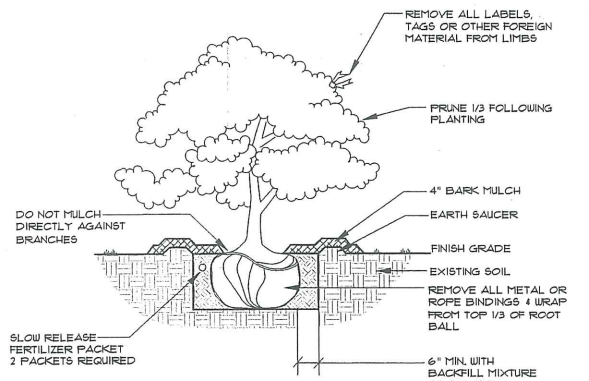 REMOVE ALL LABELS,
TAGS OR OTHER FOREIGN
MATERIAL FROM LIMBS
PRUNE 1/3 FOLLOWING
PLANTING
4" BARK MULCH
EARTH SAUCER
DO NOT MULCH
DIRECTLY AGAINST
BRANCHES
FINISH GRADE
EXISTING SOIL
REMOVE ALL METAL OR
ROPE BINDINGS & WRAP
FROM TOP 1/3 OF ROOT
BALL
SLOW RELEASE
FERTILIZER PACKET
2 PACKETS REQUIRED
6" MIN. WITH
BACKFILL MIXTURE